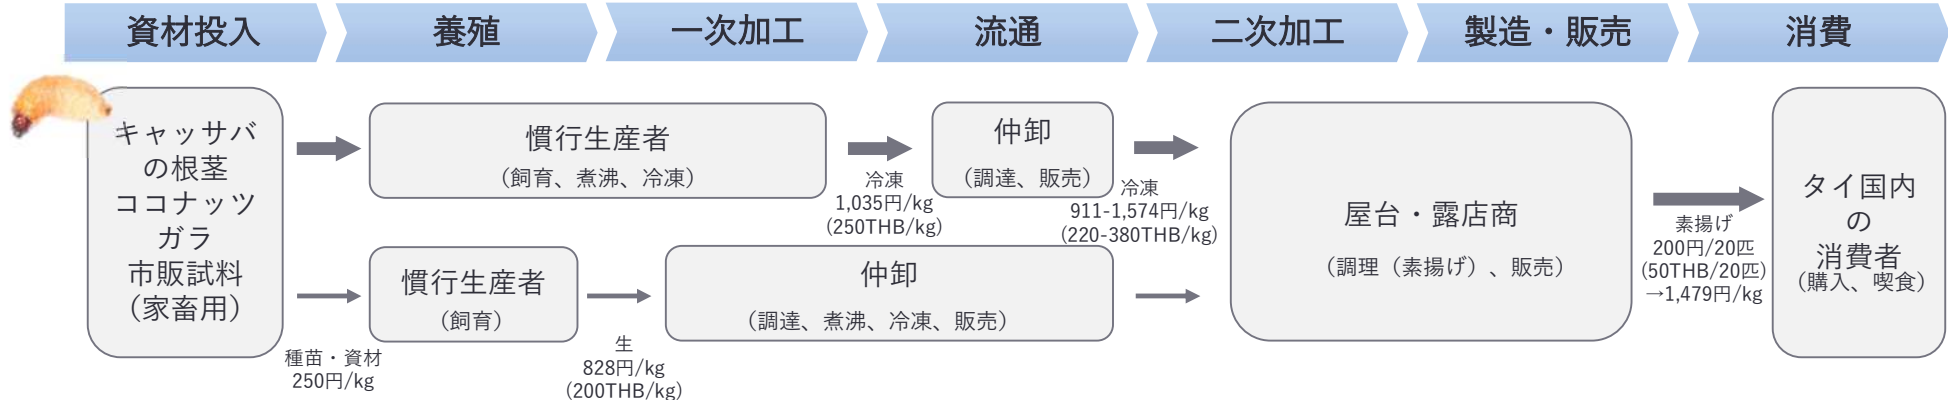 資材投入
養殖
一次加工
流通
二次加工
製造・販売
消費
キャッサバ
の根茎
ココナッツ
ガラ
市販試料
（家畜用）
慣行生産者
（飼育、煮沸、冷凍）
冷凍
1,035円/kg
(250THB/kg)
仲卸
（調達、販売）
冷凍
911-1,574円/kg
(220-380THB/kg)
種苗・資材
250円/kg
慣行生産者
（飼育）
生
828円/kg
(200THB/kg)
仲卸
（調達、煮沸、冷凍、販売）
屋台・露店商
（調理（素揚げ）、販売）
素揚げ
200円/20匹
(50THB/20匹)
→1,479円/kg
タイ国内
の
消費者
（購入、喫食）